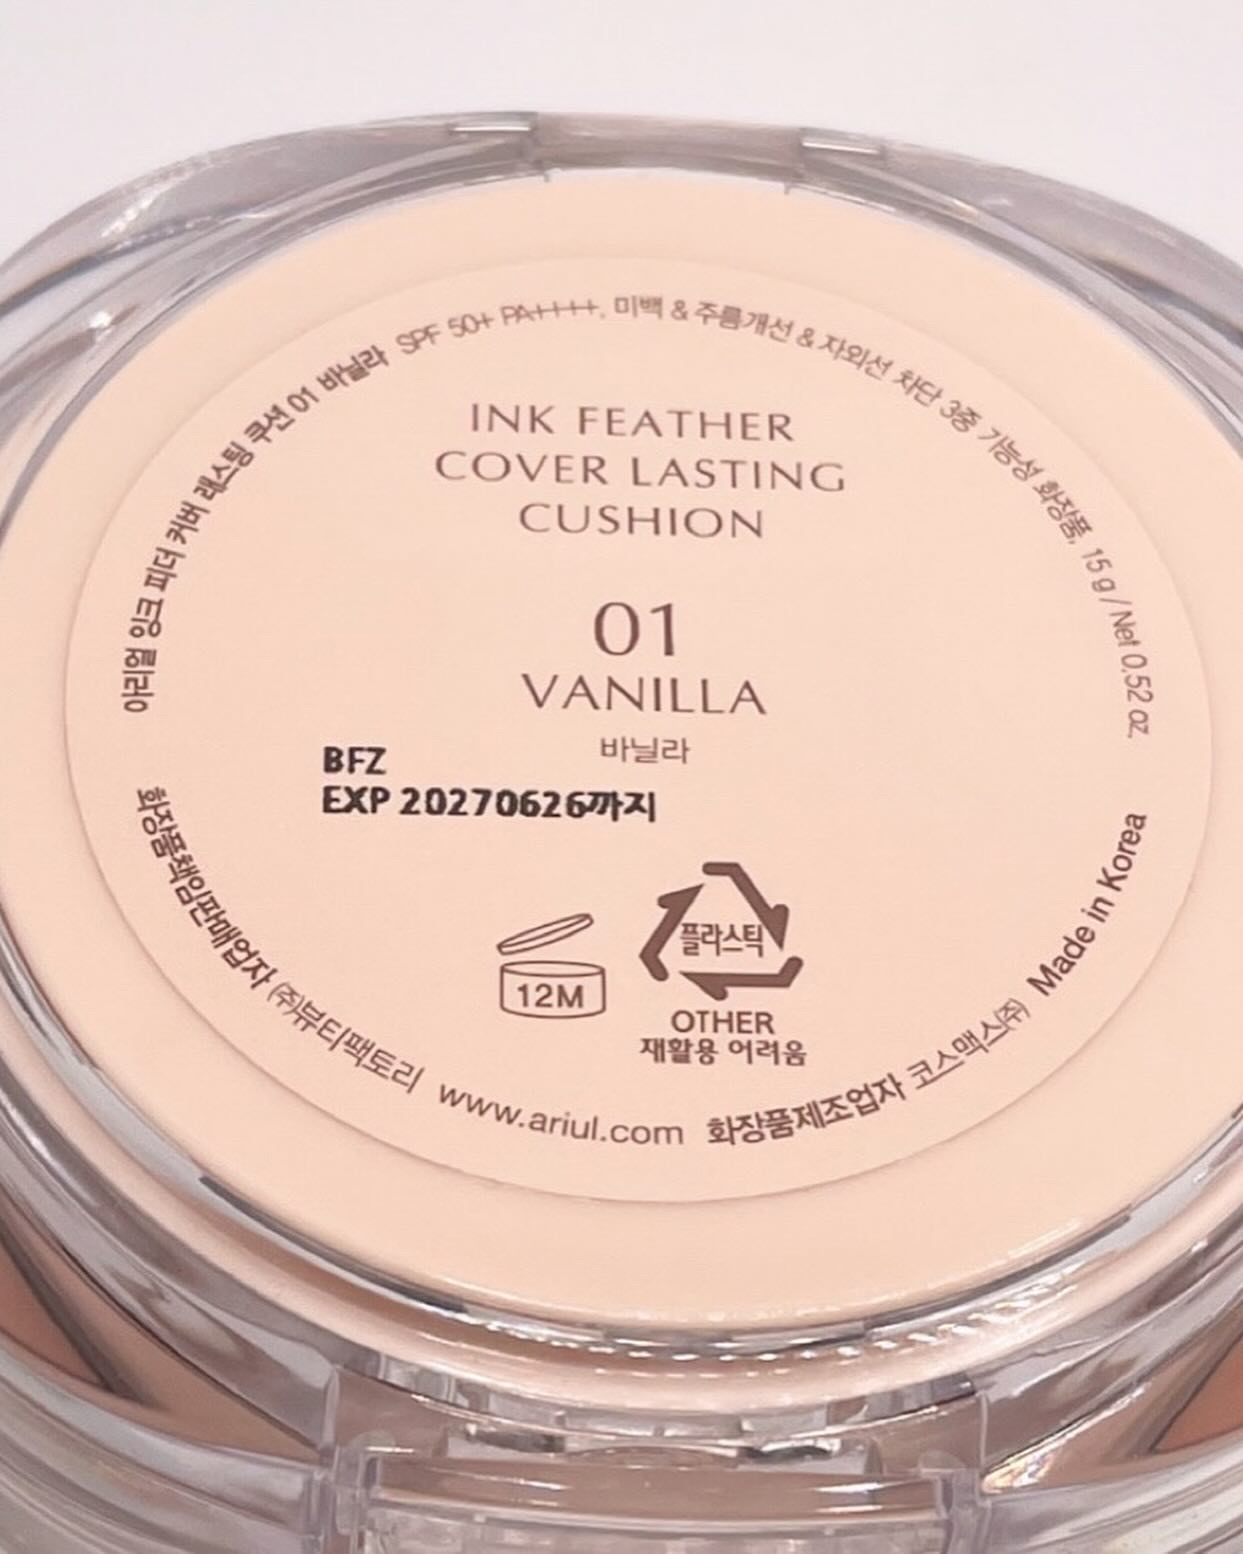 아리얼 잉크 피더 커버 래스팅 쿠션 01 바닐라 SPF 50+ PA++++, 미백 & 주름개선 & 자외선 차단 3중 기능성 화장품, 15 g / Net 0.52 oz.
INK FEATHER
COVER LASTING
CUSHION
01
VANILLA
바닐라
BFZ
EXP 20270626까지
플라스틱
12M
OTHER
재활용 어려움
화장품책임판매업자 (주)뷰티팩토리 www.ariul.com 화장품제조업자 코스맥스(주) Made in Korea